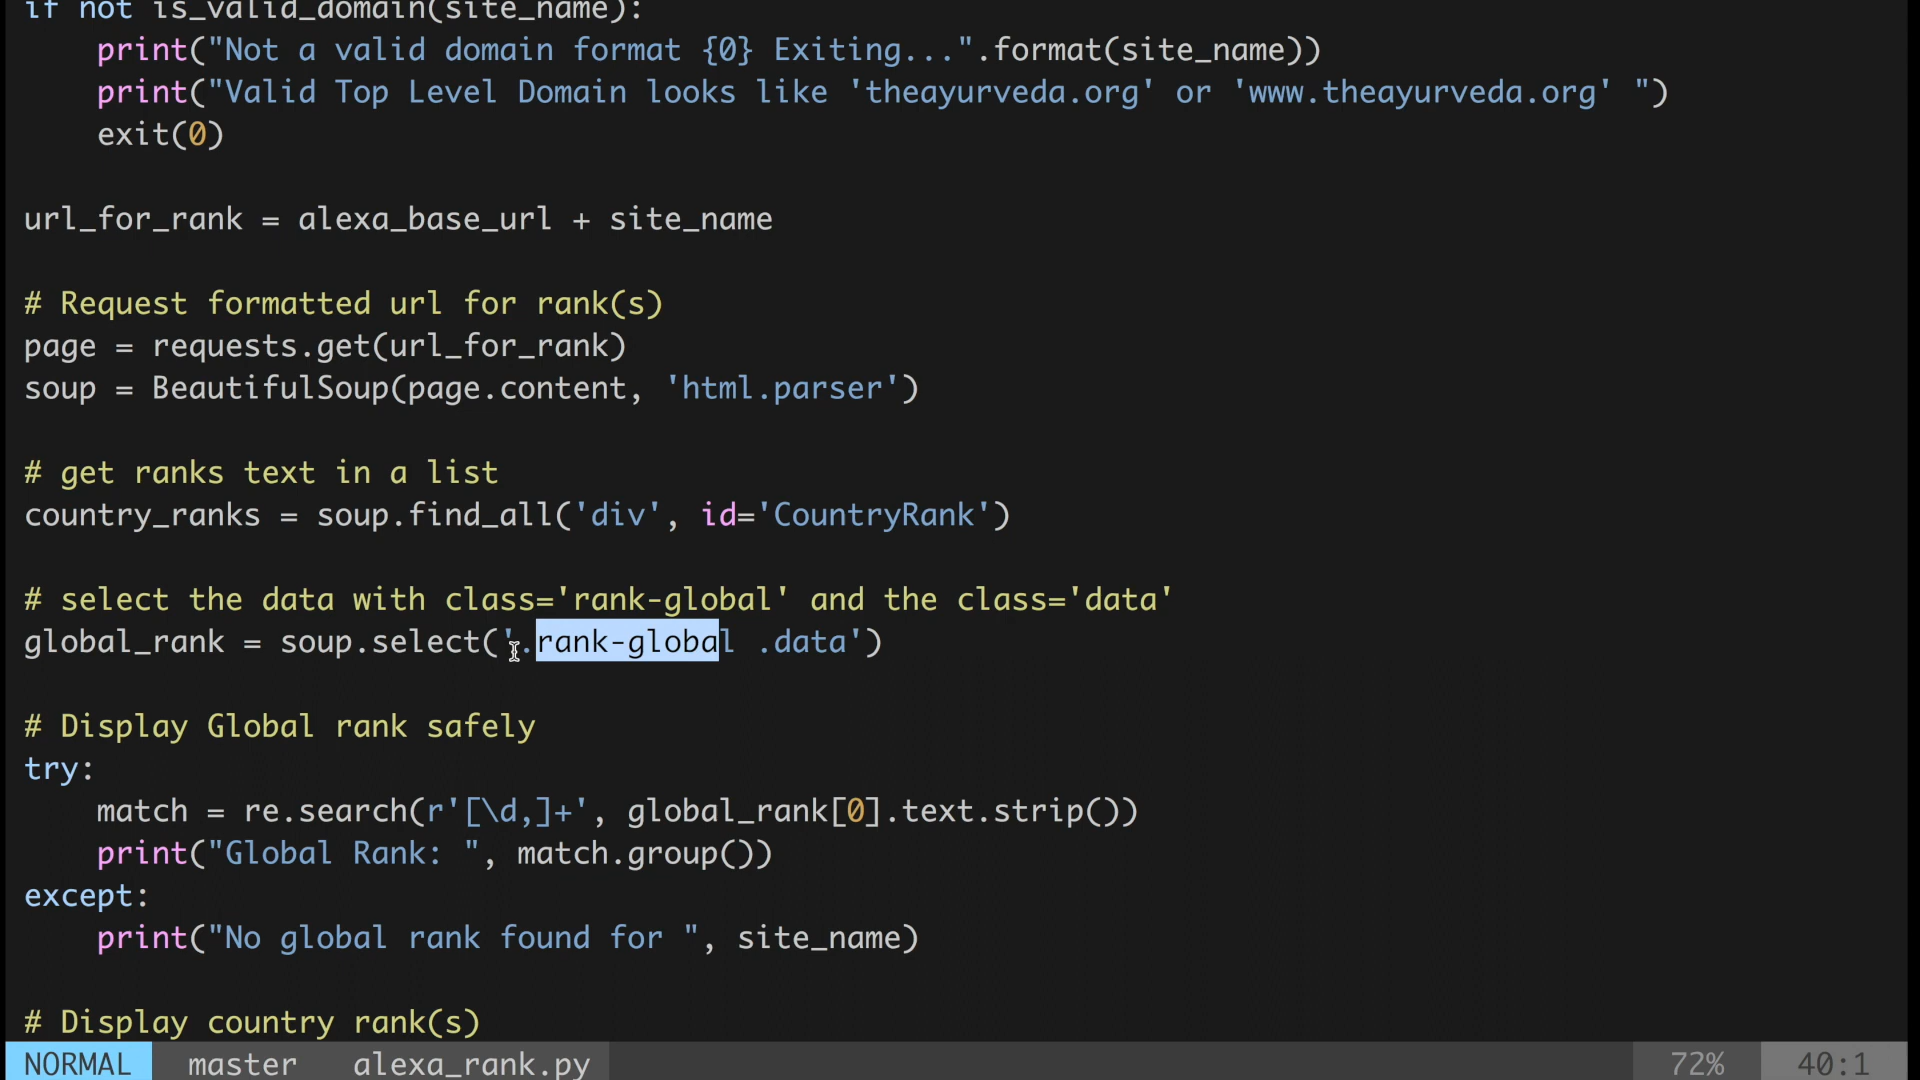 if not is_valid_domain(site_name):
print("Not a valid domain format {0} Exiting...".format(site_name))
print("Valid Top Level Domain looks like 'theayurveda.org' or 'www.theayurveda.org' ")
exit(0)
url_for_rank = alexa_base_url + site_name
# Request formatted url for rank(s)
page = requests.get(url_for_rank)
soup = BeautifulSoup(page.content, 'html.parser')
# get ranks text in a list
country_ranks = soup.find_all('div', id='CountryRank')
# select the data with class='rank-global' and the class='data'
global_rank = soup.select('.rank-global .data')
# Display Global rank safely
try:
match = re.search(r'[\d,]+', global_rank[0].text.strip())
print("Global Rank: ", match.group())
except:
print("No global rank found for ", site_name)
# Display country rank(s)
NORMAL master alexa_rank.py 72% 40:1